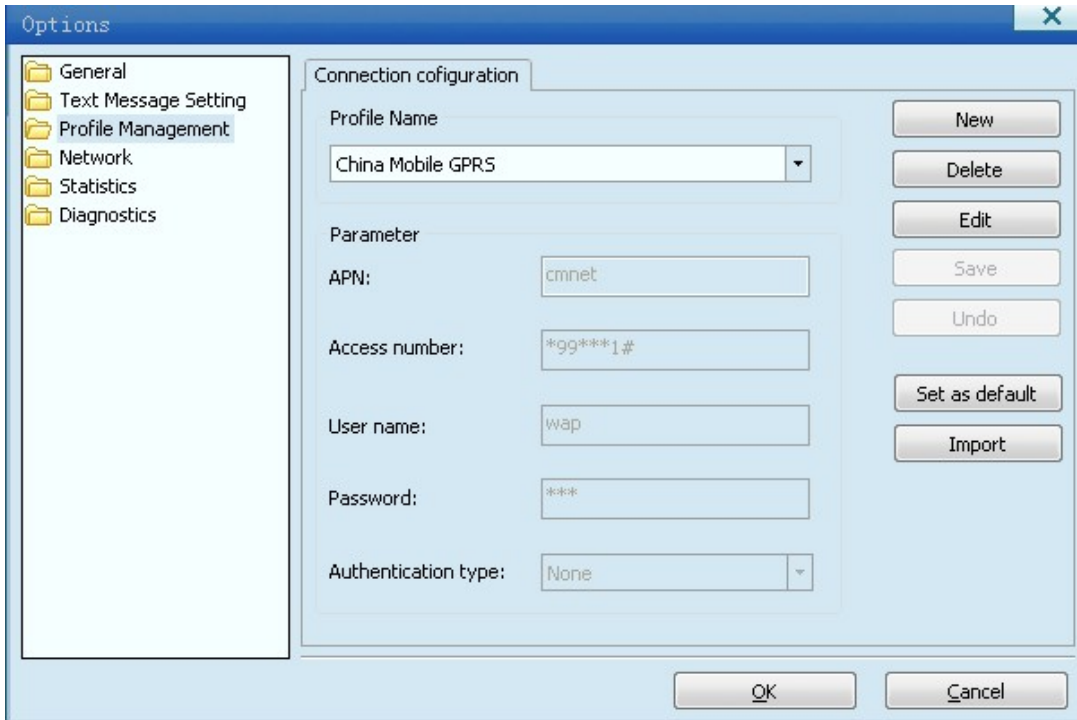 Options
General
Text Message Setting
Profile Management
Network
Statistics
Diagnostics
Connection cofiguration
Profile Name
China Mobile GPRS
Parameter
APN:
cmnet
Access number:
*99***1#
User name:
wap
Password:
***
Authentication type:
None
New
Delete
Edit
Save
Undo
Set as default
Import
OK
Cancel